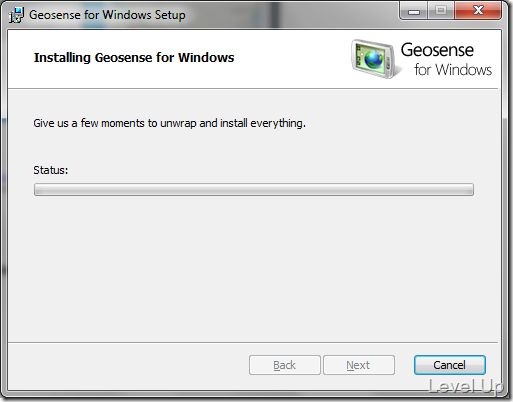 Geosense for Windows Setup
Installing Geosense for Windows
Geosense
for Windows
Give us a few moments to unwrap and install everything.
Status:
Back
Next
Cancel
Level Up